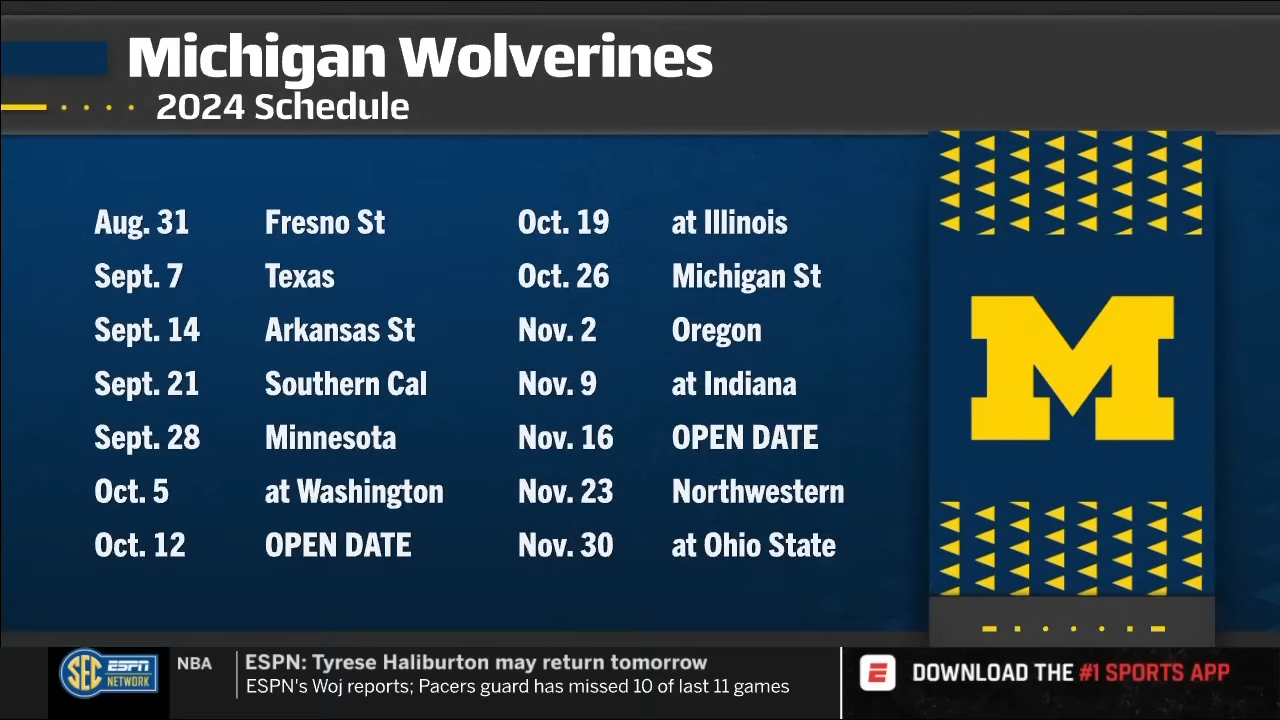 Michigan Wolverines
2024 Schedule
Aug. 31 Fresno St
Sept. 7 Texas
Sept. 14 Arkansas St
Sept. 21 Southern Cal
Sept. 28 Minnesota
Oct. 5 at Washington
Oct. 12 OPEN DATE
Oct. 19 at Illinois
Oct. 26 Michigan St
Nov. 2 Oregon
Nov. 9 at Indiana
Nov. 16 OPEN DATE
Nov. 23 Northwestern
Nov. 30 at Ohio State
M
SEC ESPN NETWORK
NBA
ESPN: Tyrese Haliburton may return tomorrow
ESPN's Woj reports; Pacers guard has missed 10 of last 11 games
E DOWNLOAD THE #1 SPORTS APP